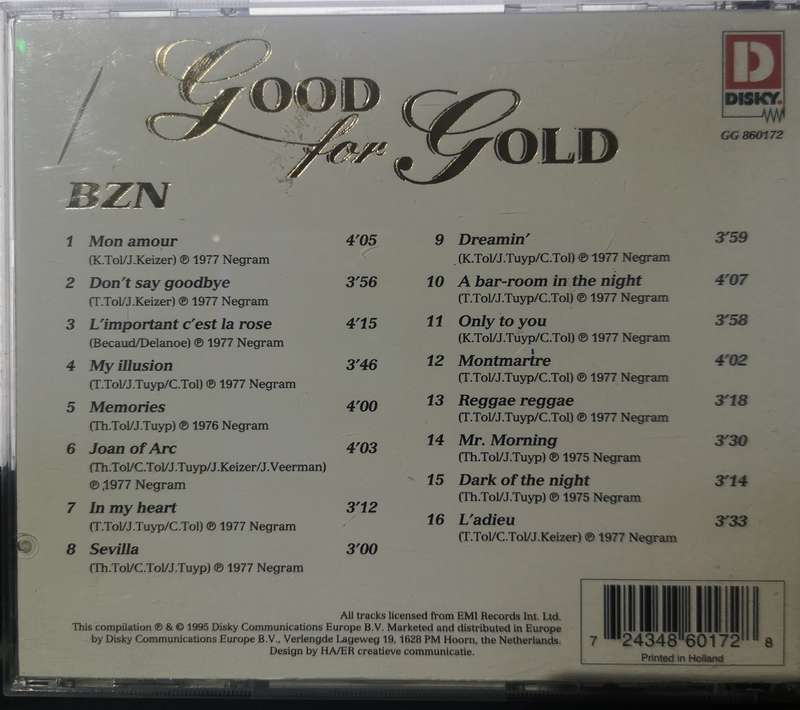 GOOD
for GOLD
D
DISKY®
GG 860172
BZN
1 Mon amour 4'05
(K.Tol/J.Keizer) ℗ 1977 Negram
2 Don't say goodbye 3'56
(T.Tol/J.Keizer) ℗ 1977 Negram
3 L'important c'est la rose 4'15
(Becaud/Delanoe) ℗ 1977 Negram
4 My illusion 3'46
(T.Tol/J.Tuyp/C.Tol) ℗ 1977 Negram
5 Memories 4'00
(Th.Tol/J.Tuyp) ℗ 1976 Negram
6 Joan of Arc 4'03
(Th.Tol/C.Tol/J.Tuyp/J.Keizer/J.Veerman)
℗ 1977 Negram
7 In my heart 3'12
(T.Tol/J.Tuyp/C.Tol) ℗ 1977 Negram
8 Sevilla 3'00
(Th.Tol/C.Tol/J.Tuyp) ℗ 1977 Negram
9 Dreamin' 3'59
(K.Tol/J.Tuyp/C.Tol) ℗ 1977 Negram
10 A bar-room in the night 4'07
(T.Tol/J.Tuyp/C.Tol) ℗ 1977 Negram
11 Only to you 3'58
(K.Tol/J.Tuyp/C.Tol) ℗ 1977 Negram
12 Montmartre 4'02
(T.Tol/J.Tuyp/C.Tol) ℗ 1977 Negram
13 Reggae reggae 3'18
(T.Tol/J.Tuyp/C.Tol) ℗ 1977 Negram
14 Mr. Morning 3'30
(Th.Tol/J.Tuyp) ℗ 1975 Negram
15 Dark of the night 3'14
(Th.Tol/J.Tuyp) ℗ 1975 Negram
16 L'adieu 3'33
(T.Tol/C.Tol/J.Keizer) ℗ 1977 Negram
All tracks licensed from EMI Records Int. Ltd.
This compilation ℗ & © 1995 Disky Communications Europe B.V. Marketed and distributed in Europe
by Disky Communications Europe B.V., Verlengde Lageweg 19, 1628 PM Hoorn, the Netherlands.
Design by HA/ER creatieve communicatie.
7 24348 60172 8
Printed in Holland